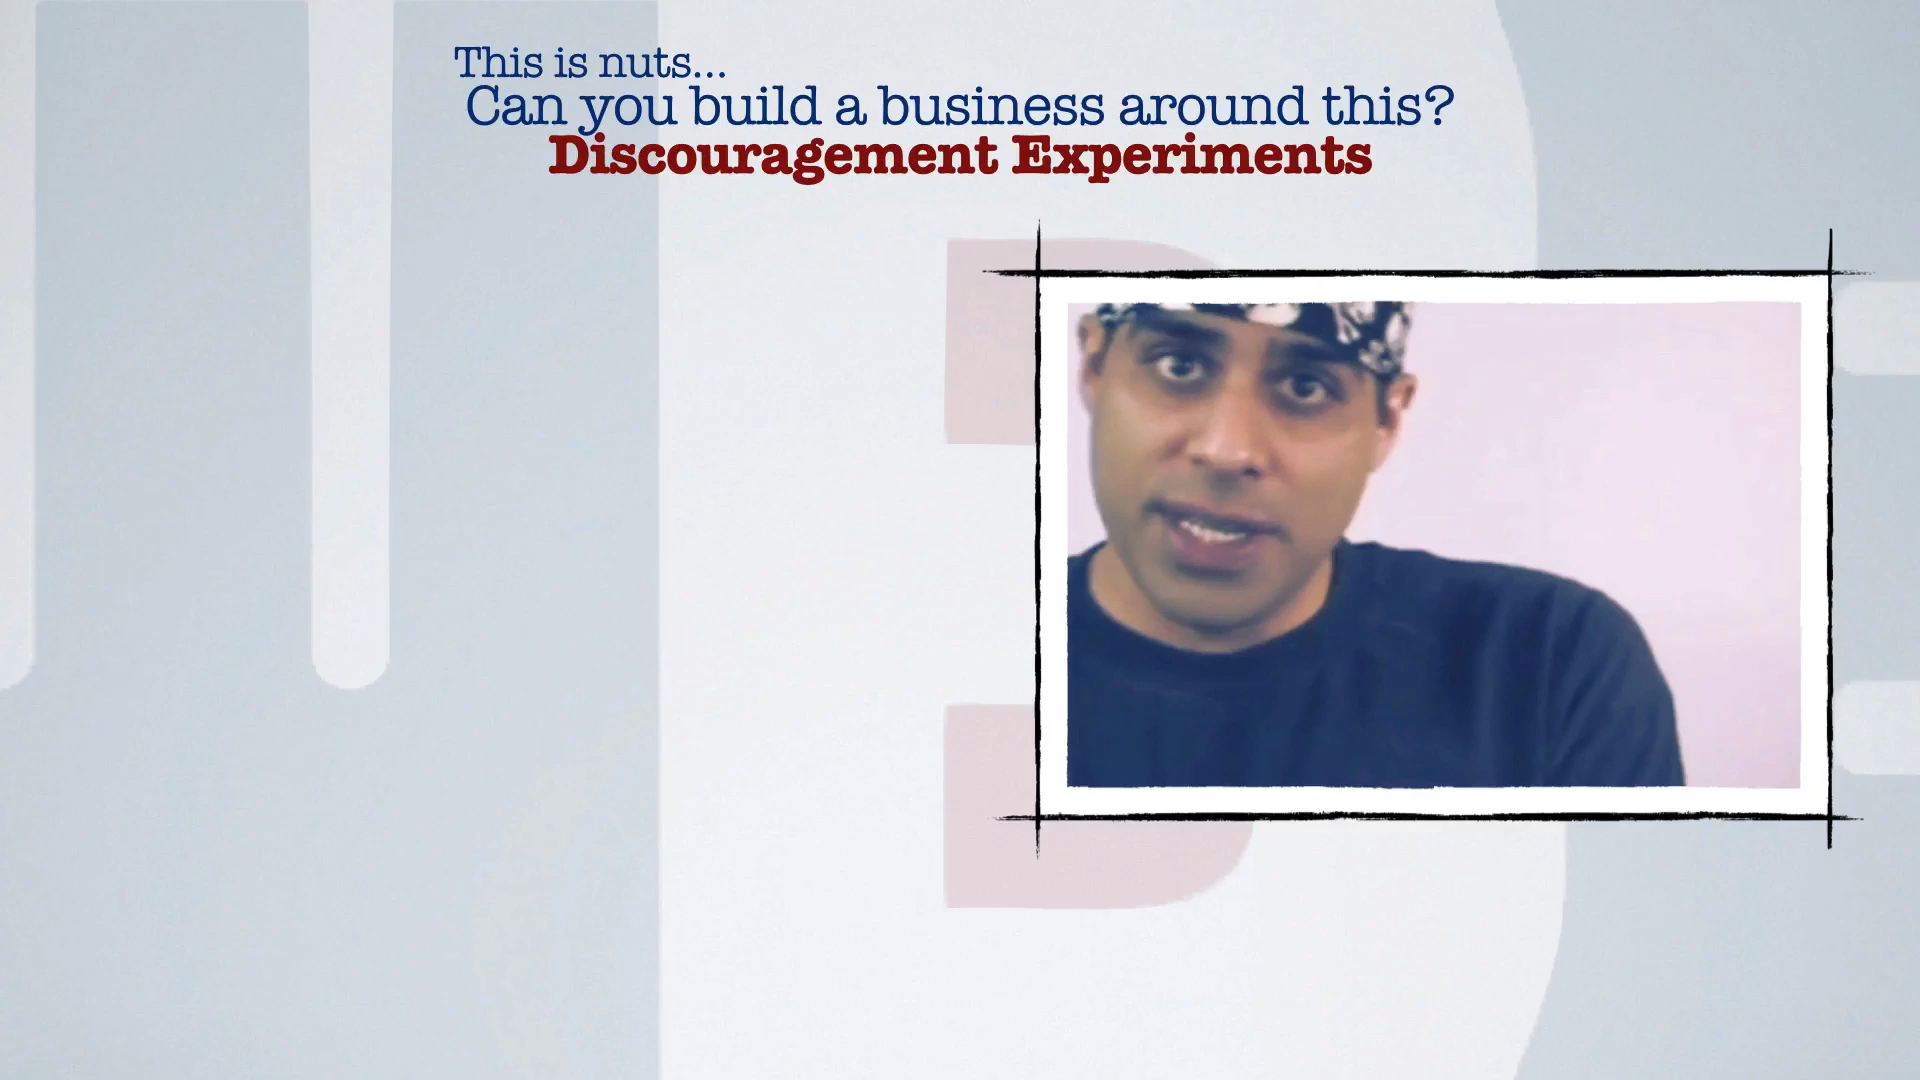 This is nuts...
Can you build a business around this?
Discouragement Experiments